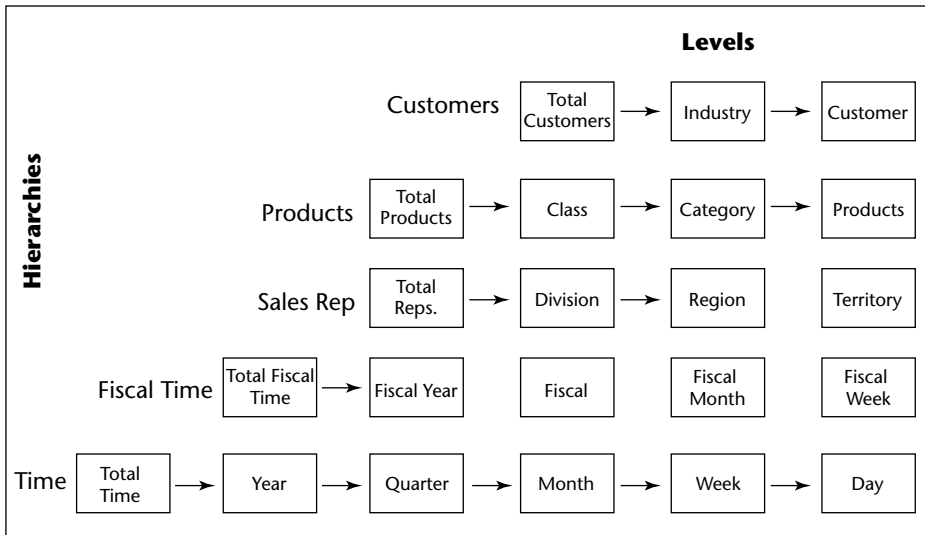 Levels
Hierarchies
Customers
Total
Customers
Industry
Customer
Products
Total
Products
Class
Category
Products
Sales Rep
Total
Reps.
Division
Region
Territory
Fiscal Time
Total Fiscal
Time
Fiscal Year
Fiscal
Fiscal
Month
Fiscal
Week
Time
Total
Time
Year
Quarter
Month
Week
Day